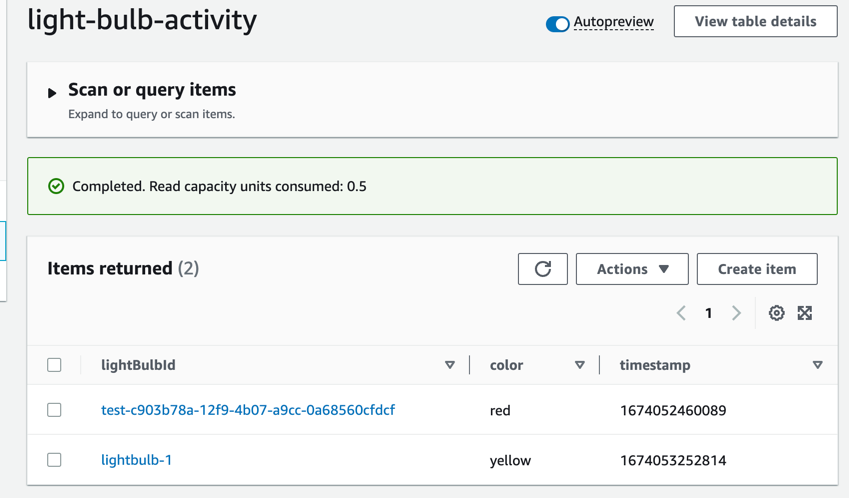 light-bulb-activity
Autopreview
View table details
Scan or query items
Expand to query or scan items.
Completed. Read capacity units consumed: 0.5
Items returned (2)
Actions
Create item
1
lightBulbId color timestamp
test-c903b78a-12f9-4b07-a9cc-0a68560cfdcf red 1674052460089
lightbulb-1 yellow 1674053252814